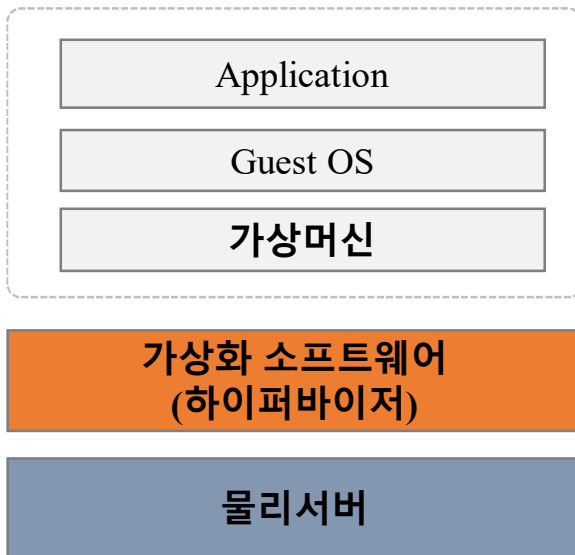 Application
Guest OS
가상머신
가상화 소프트웨어
(하이퍼바이저)
물리서버